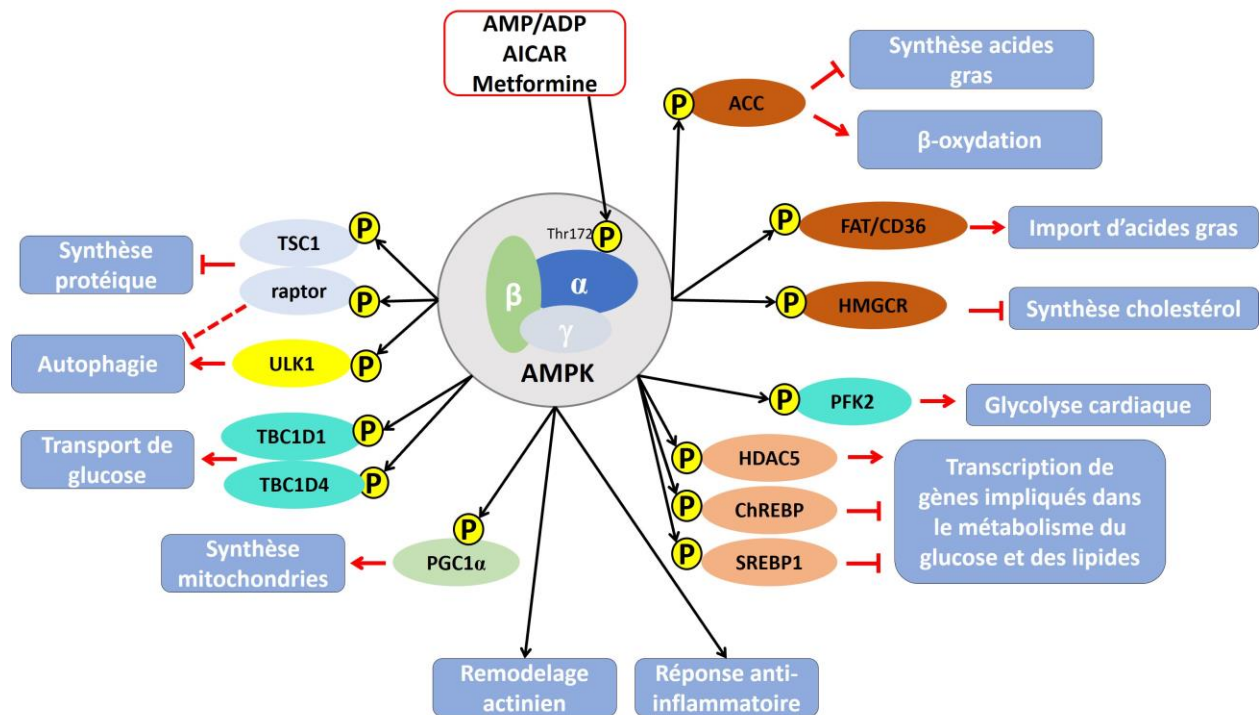 AMP/ADP
AICAR
Metformine
P
ACC
Synthèse acides
gras
β-oxydation
Thr172
P
β
α
γ
AMPK
TSC1
P
raptor
P
Synthèse
protéique
ULK1
P
Autophagie
P
FAT/CD36
Import d’acides gras
P
HMGCR
Synthèse cholestérol
TBC1D1
P
TBC1D4
P
Transport de
glucose
P
PFK2
Glycolyse cardiaque
P
HDAC5
P
ChREBP
P
SREBP1
Transcription de
gènes impliqués dans
le métabolisme du
glucose et des lipides
P
PGC1α
Synthèse
mitochondries
Remodelage
actinien
Réponse anti-
inflammatoire